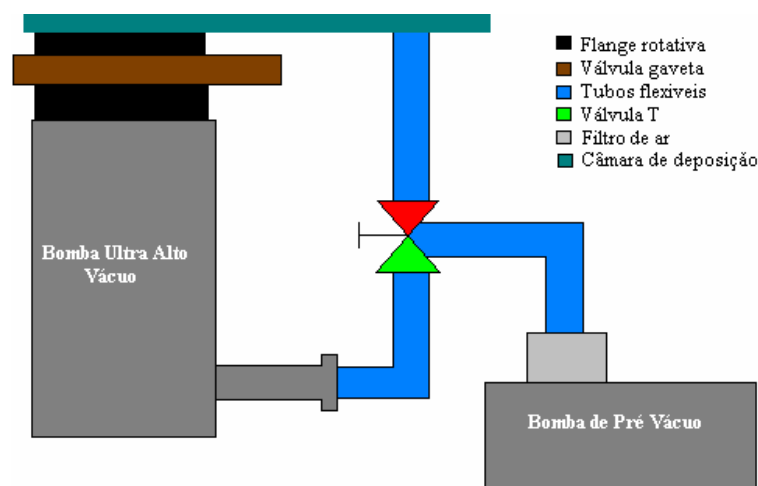 Flange rotativa
Válvula gaveta
Tubos flexiveis
Válvula T
Filtro de ar
Câmara de deposição
Bomba Ultra Alto
Vácuo
Bomba de Pré Vácuo